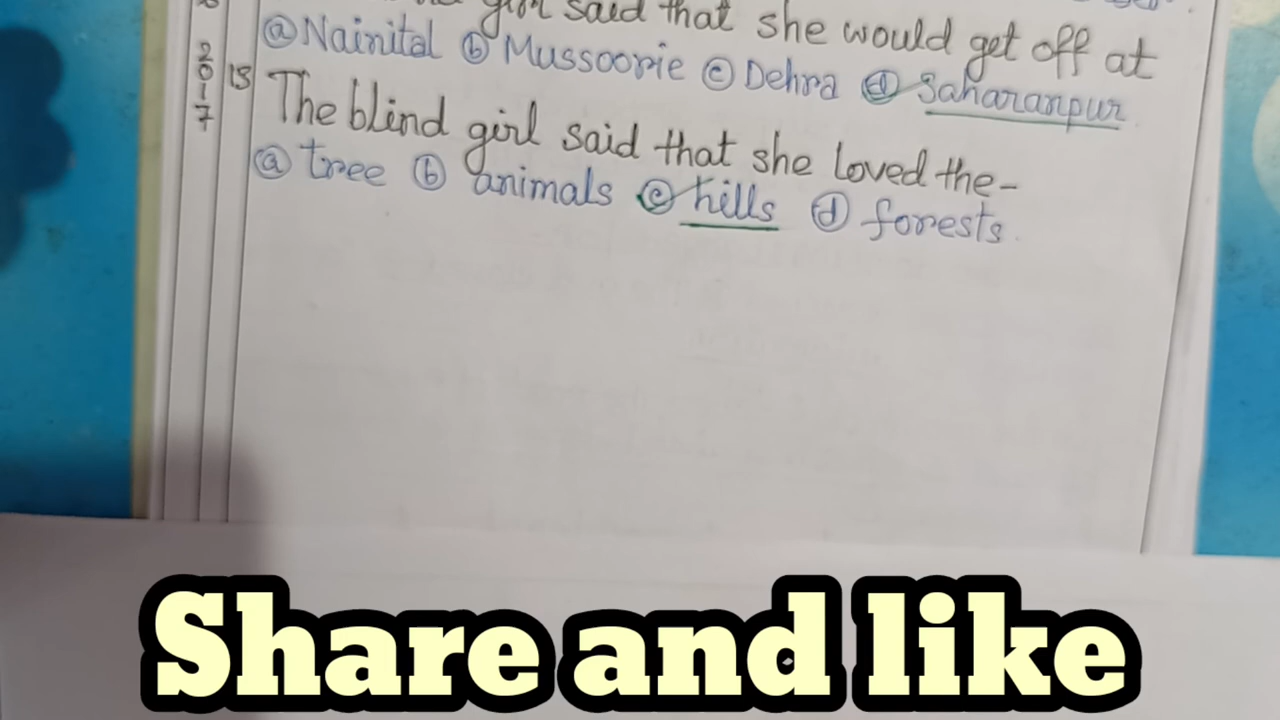 girl said that she would get off at
ⓐ Nainital ⓑ Mussoorie ⓒ Dehra ⓓ Saharanpur
2017 15 The blind girl said that she loved the-
ⓐ tree ⓑ animals ⓒ hills ⓓ forests.
Share and like